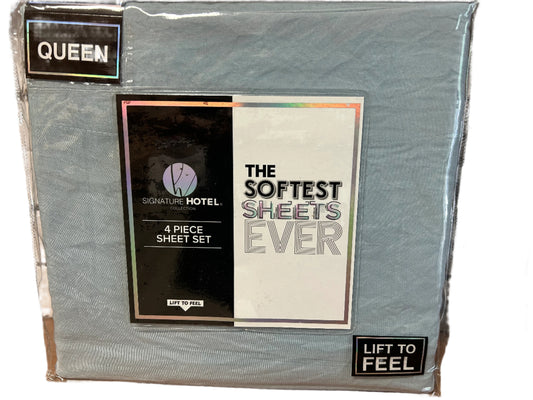 QUEEN
SIGNATURE HOTEL
COLLECTION
4 PIECE
SHEET SET
LIFT TO FEEL
THE
SOFTEST
SHEETS
EVER
LIFT TO
FEEL